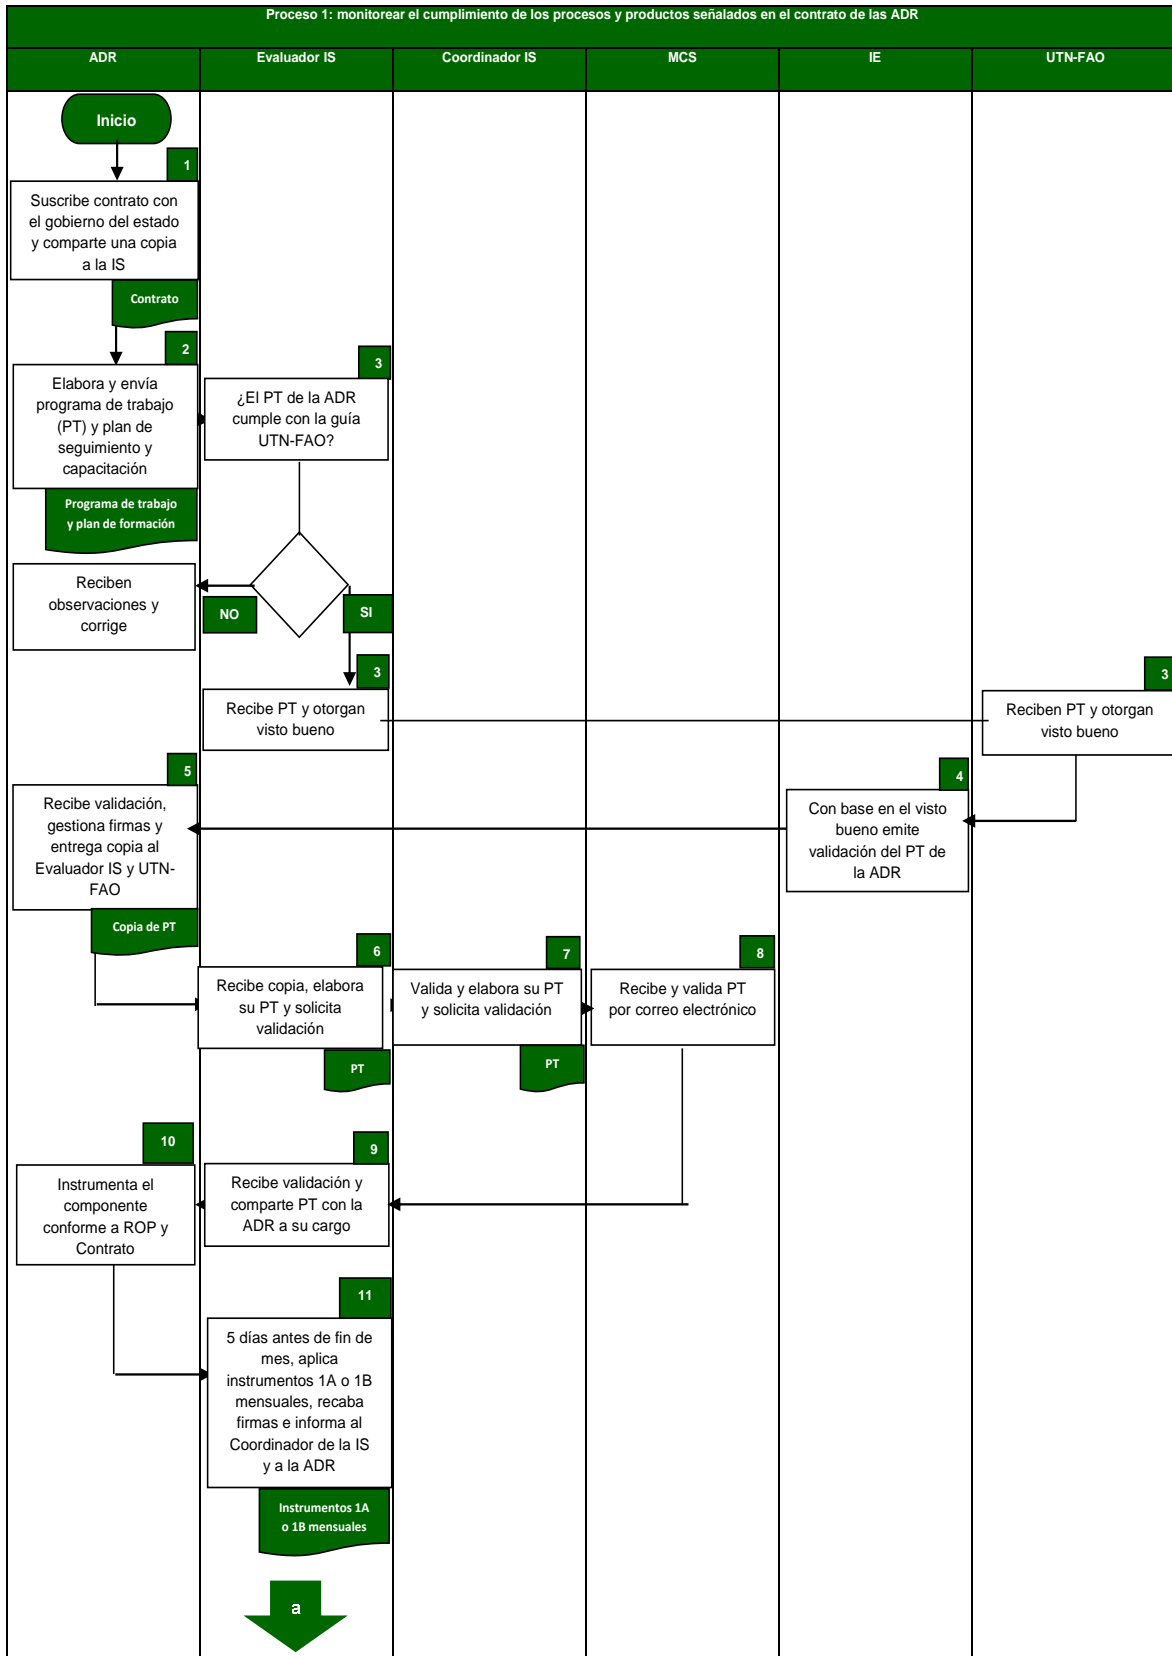 Proceso 1: monitorear el cumplimiento de los procesos y productos señalados en el contrato de las ADR
ADR
Evaluador IS
Coordinador IS
MCS
IE
UTN-FAO
Inicio
1
Suscribe contrato con
el gobierno del estado
y comparte una copia
a la IS
Contrato
2
Elabora y envía
programa de trabajo
(PT) y plan de
seguimiento y
capacitación
Programa de trabajo
y plan de formación
3
¿El PT de la ADR
cumple con la guía
UTN-FAO?
Reciben
observaciones y
corrige
NO
SI
3
Recibe PT y otorgan
visto bueno
3
Reciben PT y otorgan
visto bueno
4
Con base en el visto
bueno emite
validación del PT de
la ADR
5
Recibe validación,
gestiona firmas y
entrega copia al
Evaluador IS y UTN-
FAO
Copia de PT
6
Recibe copia, elabora
su PT y solicita
validación
PT
7
Valida y elabora su PT
y solicita validación
PT
8
Recibe y valida PT
por correo electrónico
9
Recibe validación y
comparte PT con la
ADR a su cargo
10
Instrumenta el
componente
conforme a ROP y
Contrato
11
5 días antes de fin de
mes, aplica
instrumentos 1A o 1B
mensuales, recaba
firmas e informa al
Coordinador de la IS
y a la ADR
Instrumentos 1A
o 1B mensuales
a